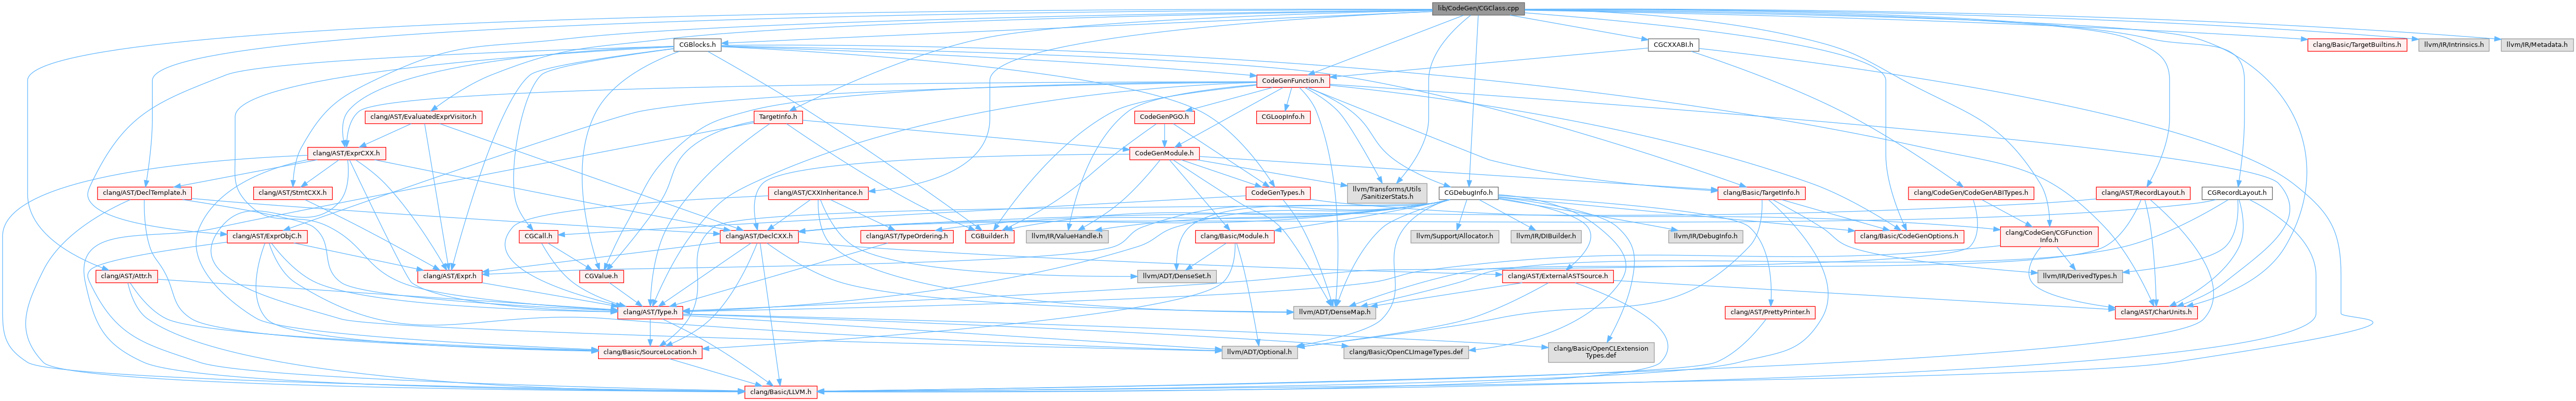 lib/CodeGen/CGClass.cpp
CGBlocks.h
CGCXXABI.h
clang/Basic/TargetBuiltins.h
llvm/IR/Intrinsics.h
llvm/IR/Metadata.h
CodeGenFunction.h
clang/AST/EvaluatedExprVisitor.h
TargetInfo.h
CodeGenPGO.h
CGLoopInfo.h
clang/AST/ExprCXX.h
CodeGenModule.h
clang/AST/DeclTemplate.h
clang/AST/StmtCXX.h
clang/AST/CXXInheritance.h
CodeGenTypes.h
llvm/Transforms/Utils
/SanitizerStats.h
CGDebugInfo.h
clang/Basic/TargetInfo.h
clang/CodeGen/CodeGenABITypes.h
clang/AST/RecordLayout.h
CGRecordLayout.h
clang/AST/ExprObjC.h
CGCall.h
clang/AST/DeclCXX.h
clang/AST/TypeOrdering.h
CGBuilder.h
llvm/IR/ValueHandle.h
clang/Basic/Module.h
llvm/Support/Allocator.h
llvm/IR/DIBuilder.h
llvm/IR/DebugInfo.h
clang/Basic/CodeGenOptions.h
clang/CodeGen/CGFunction
Info.h
clang/AST/Attr.h
clang/AST/Expr.h
CGValue.h
llvm/ADT/DenseSet.h
clang/AST/ExternalASTSource.h
llvm/IR/DerivedTypes.h
clang/AST/Type.h
llvm/ADT/DenseMap.h
clang/AST/PrettyPrinter.h
clang/AST/CharUnits.h
clang/Basic/SourceLocation.h
llvm/ADT/Optional.h
clang/Basic/OpenCLImageTypes.def
clang/Basic/OpenCLExtension
Types.def
clang/Basic/LLVM.h